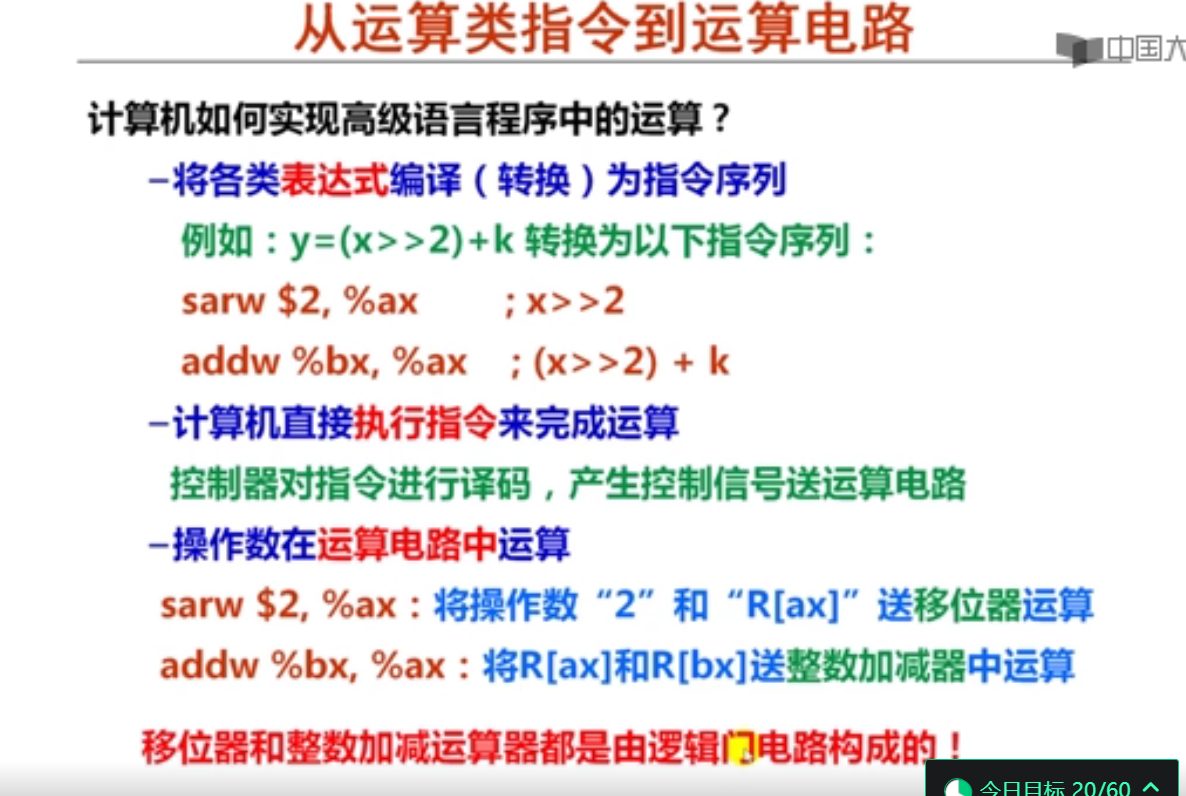 从运算类指令到运算电路
中国大
计算机如何实现高级语言程序中的运算？
–将各类表达式编译（转换）为指令序列
例如：y=(x>>2)+k 转换为以下指令序列：
sarw $2, %ax ; x>>2
addw %bx, %ax ; (x>>2) + k
–计算机直接执行指令来完成运算
控制器对指令进行译码，产生控制信号送运算电路
–操作数在运算电路中运算
sarw $2, %ax：将操作数“2”和“R[ax]”送移位器运算
addw %bx, %ax：将R[ax]和R[bx]送整数加减器中运算
移位器和整数加减运算器都是由逻辑门电路构成的！
今日目标 20/60